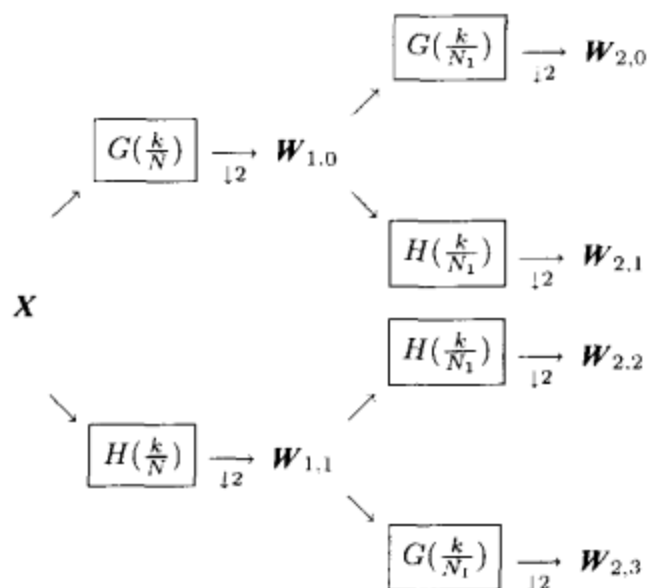 G(k/N₁) ↓2 W₂,₀
G(k/N) ↓2 W₁.₀
H(k/N₁) ↓2 W₂,₁
X
H(k/N₁) ↓2 W₂.₂
H(k/N) ↓2 W₁,₁
G(k/N₁) ↓2 W₂,₃